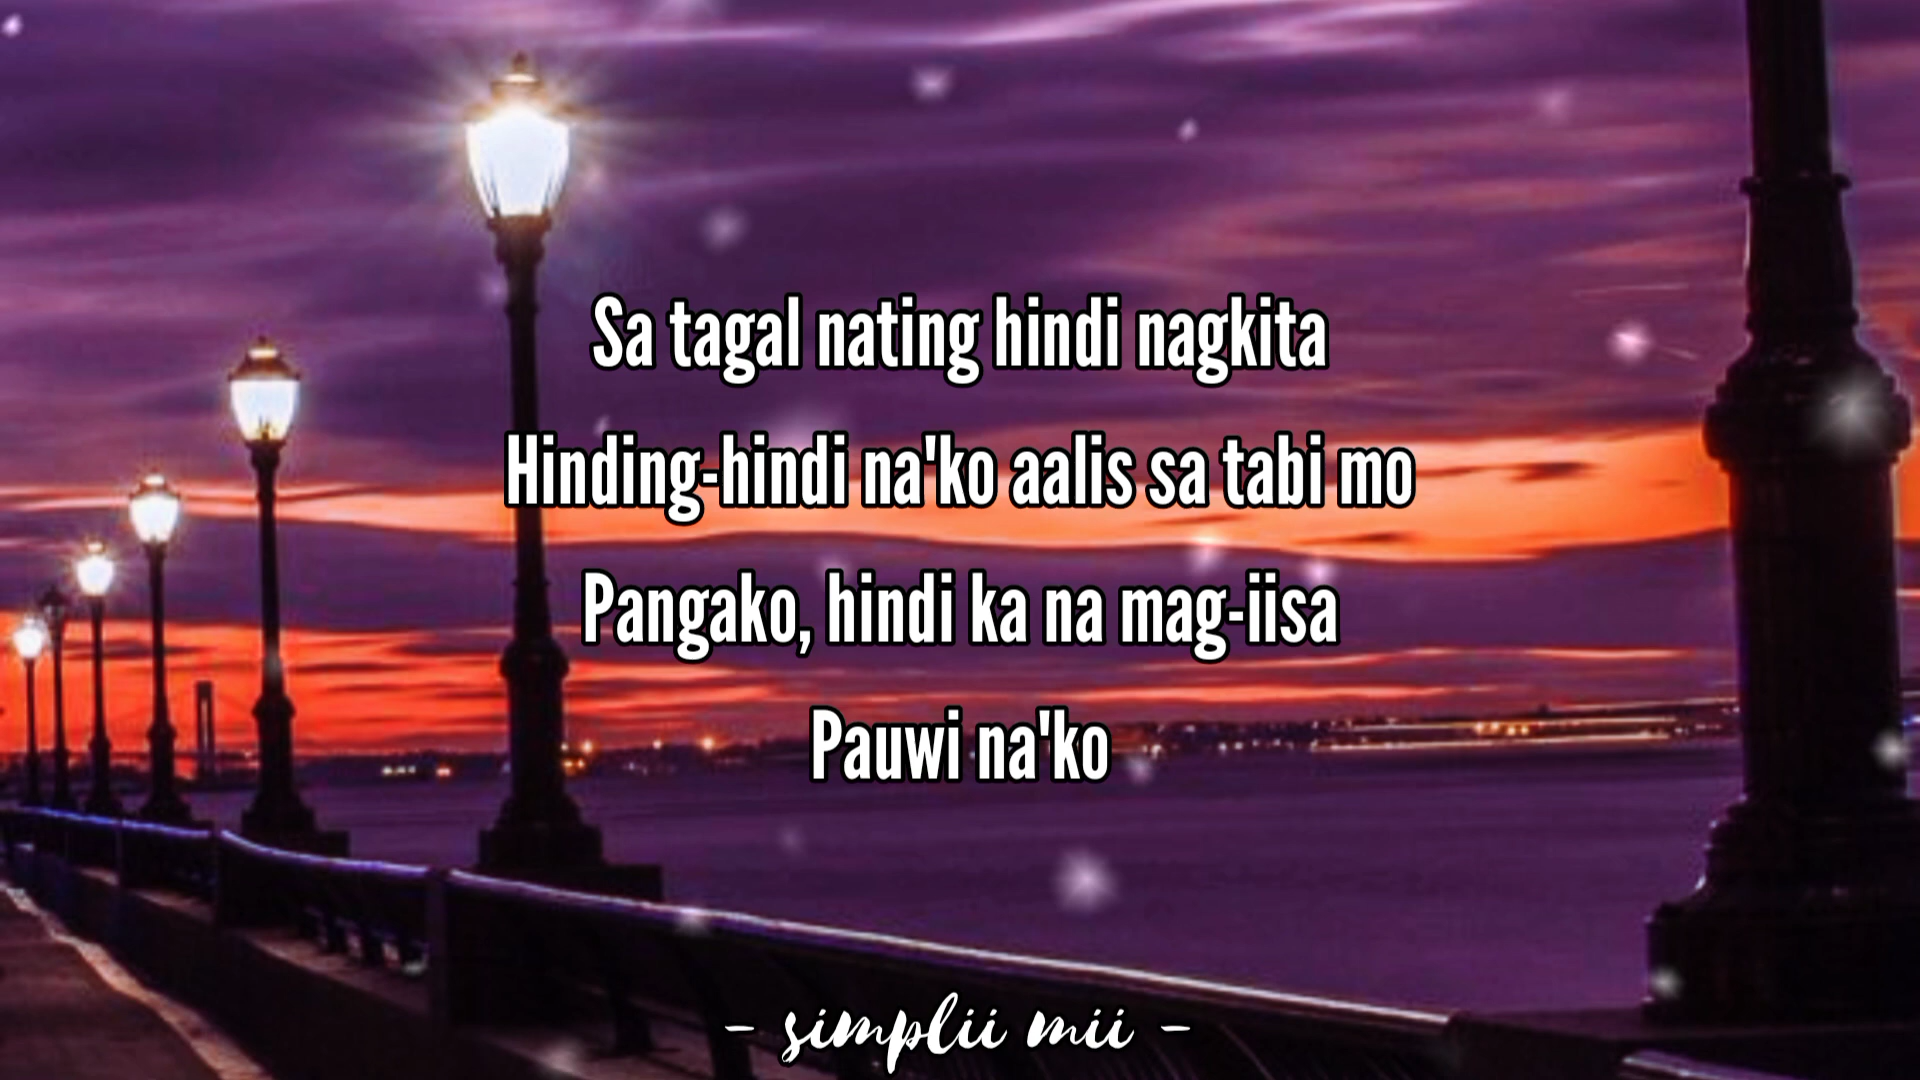 Sa tagal nating hindi nagkita
Hinding-hindi na'ko aalis sa tabi mo
Pangako, hindi ka na mag-iisa
Pauwi na'ko
- simplii mii -